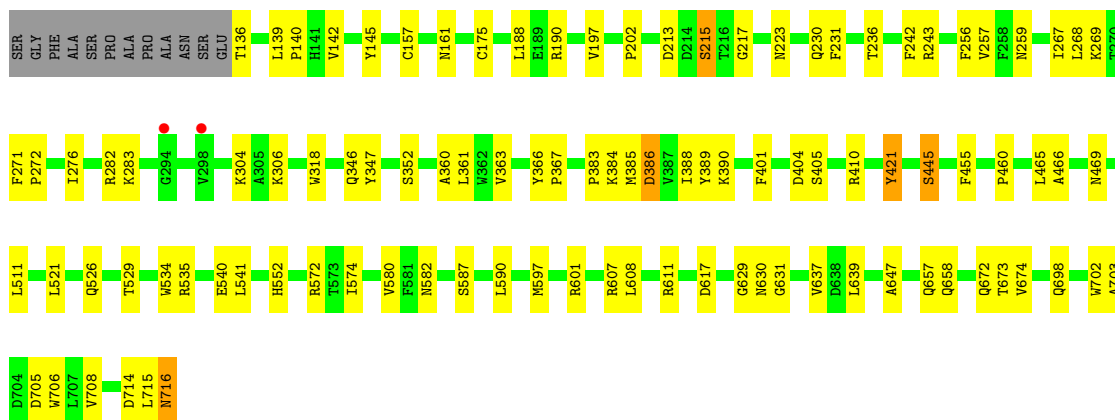 SER GLY PHE ALA SER PRO ALA PRO ALA ASN SER GLU T136 L139 P140 H141 V142 Y145 C157 N161 C175 L188 E189 R190 V197 P202 D213 D214 S215 T216 G217 N223 Q230 F231 T236 F242 R243 F256 V257 F258 N259 I267 L268 K269 T270
F271 P272 I276 R282 K283 G294 V298 K304 A305 K306 W318 Q346 Y347 S352 A360 L361 W362 V363 Y366 P367 P383 K384 M385 D386 V387 I388 Y389 K390 F401 D404 S405 R410 Y421 S445 F455 P460 L465 A466 N469
L511 L521 Q526 T529 W534 R535 E540 L541 H552 R572 T573 I574 V580 F581 N582 S587 L590 M597 R601 R607 L608 R611 D617 G629 N630 G631 V637 D638 L639 A647 Q657 Q658 Q672 T673 V674 Q698 W702 A703
D704 D705 W706 L707 V708 D714 L715 N716